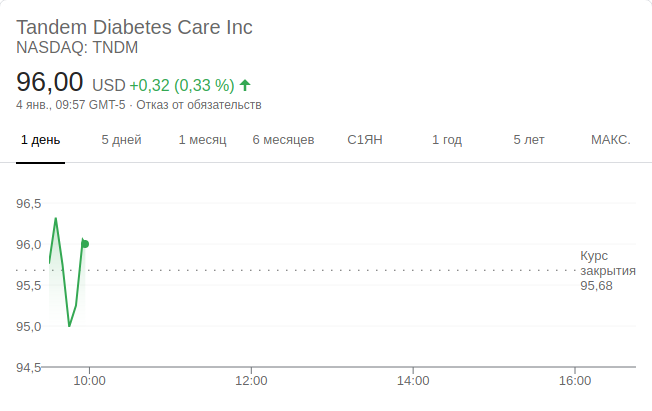 Tandem Diabetes Care Inc
NASDAQ: TNDM
96,00 USD +0,32 (0,33 %)
4 янв., 09:57 GMT-5 · Отказ от обязательств
1 день 5 дней 1 месяц 6 месяцев С1ЯН 1 год 5 лет МАКС.
96,5
96,0
Курс
закрытия
95,68
95,5
95,0
94,5
10:00 12:00 14:00 16:00